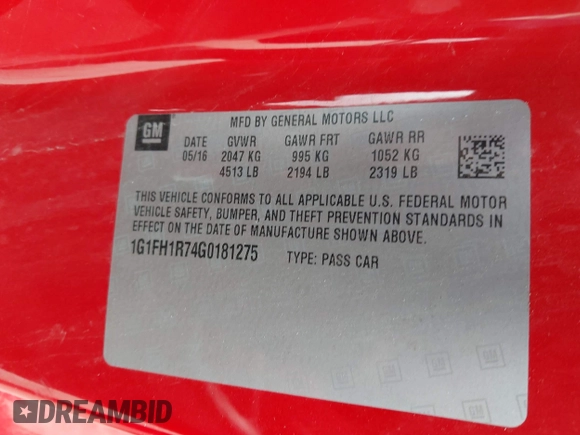 GM
MFD BY GENERAL MOTORS LLC
DATE GVWR GAWR FRT GAWR RR
05/16 2047 KG 995 KG 1052 KG
4513 LB 2194 LB 2319 LB
THIS VEHICLE CONFORMS TO ALL APPLICABLE U.S. FEDERAL MOTOR
VEHICLE SAFETY, BUMPER, AND THEFT PREVENTION STANDARDS IN
EFFECT ON THE DATE OF MANUFACTURE SHOWN ABOVE.
1G1FH1R74G0181275 TYPE: PASS CAR
DREAMBID